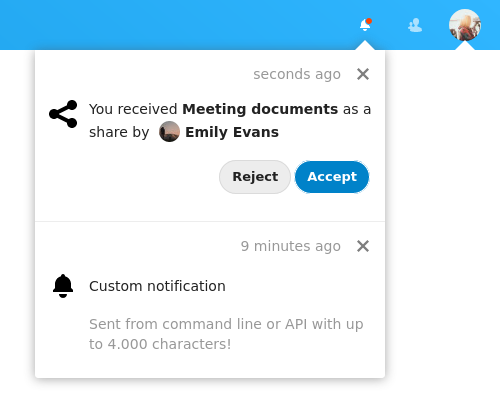 seconds ago
You received Meeting documents as a
share by Emily Evans
Reject Accept
9 minutes ago
Custom notification
Sent from command line or API with up
to 4.000 characters!